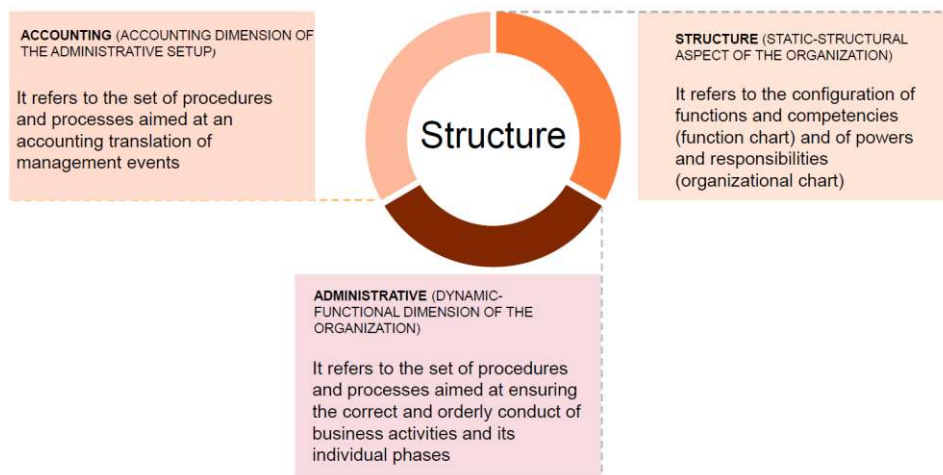 ACCOUNTING (ACCOUNTING DIMENSION OF
THE ADMINISTRATIVE SETUP)
It refers to the set of procedures
and processes aimed at an
accounting translation of
management events
Structure
STRUCTURE (STATIC-STRUCTURAL
ASPECT OF THE ORGANIZATION)
It refers to the configuration of
functions and competencies
(function chart) and of powers
and responsibilities
(organizational chart)
ADMINISTRATIVE (DYNAMIC-
FUNCTIONAL DIMENSION OF THE
ORGANIZATION)
It refers to the set of procedures
and processes aimed at ensuring
the correct and orderly conduct of
business activities and its
individual phases